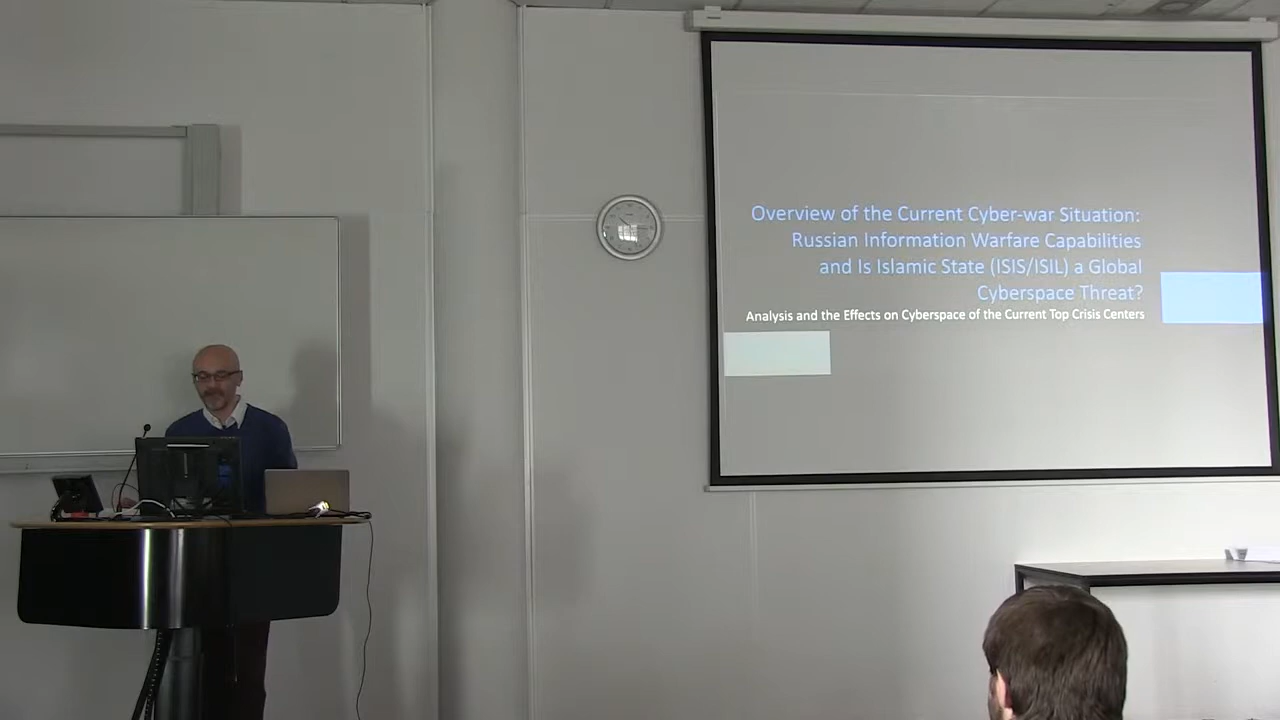 Overview of the Current Cyber-war Situation:
Russian Information Warfare Capabilities
and Is Islamic State (ISIS/ISIL) a Global
Cyberspace Threat?
Analysis and the Effects on Cyberspace of the Current Top Crisis Centers